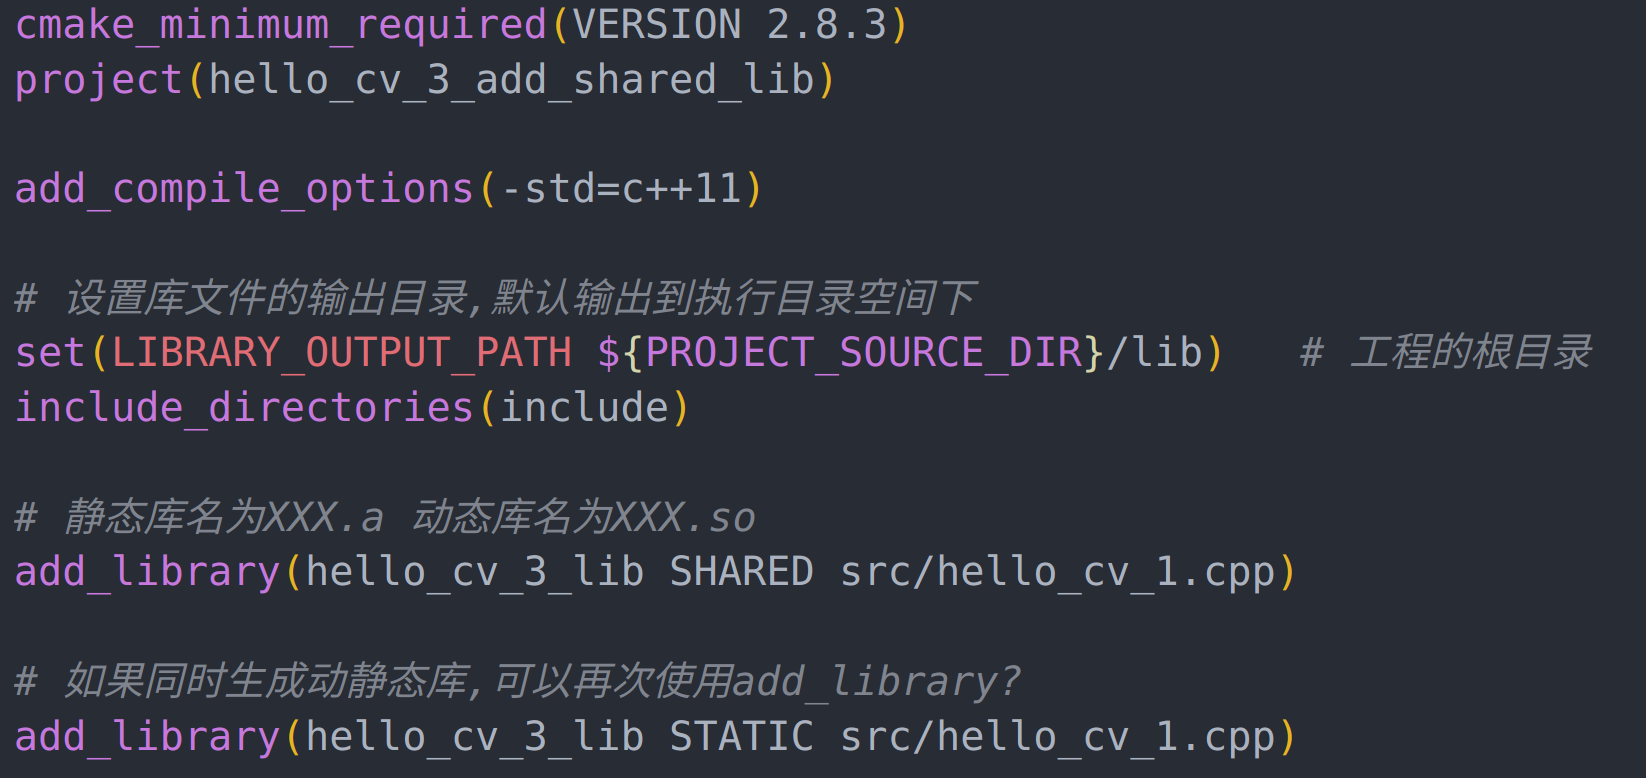 cmake_minimum_required(VERSION 2.8.3)
project(hello_cv_3_add_shared_lib)
add_compile_options(-std=c++11)
# 设置库文件的输出目录,默认输出到执行目录空间下
set(LIBRARY_OUTPUT_PATH ${PROJECT_SOURCE_DIR}/lib)   # 工程的根目录
include_directories(include)
# 静态库名为XXX.a 动态库名为XXX.so
add_library(hello_cv_3_lib SHARED src/hello_cv_1.cpp)
# 如果同时生成动静态库,可以再次使用add_library?
add_library(hello_cv_3_lib STATIC src/hello_cv_1.cpp)